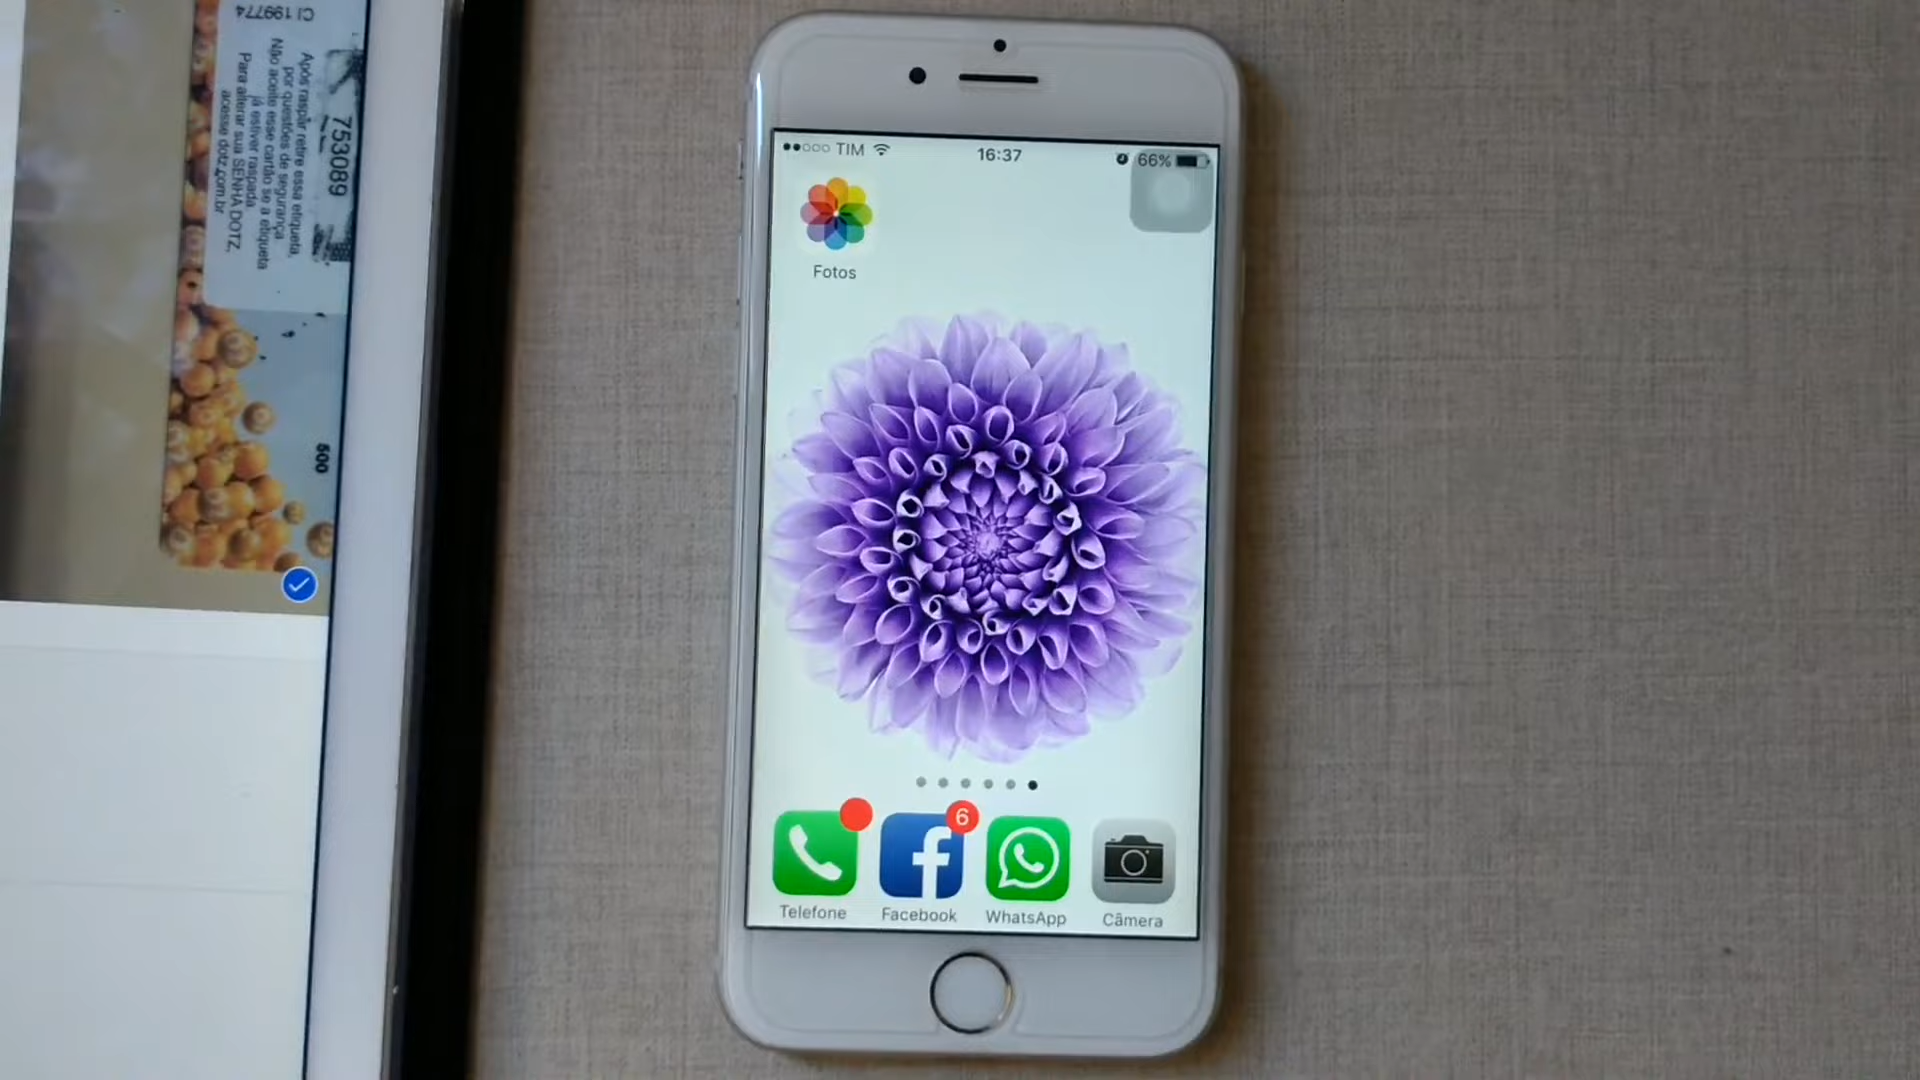 CI 199774
753089
Após raspar retire essa etiqueta,
por questões de segurança
Não aceite esse cartão se a etiqueta
já estiver raspada
Para alterar sua SENHA DOTZ,
acesse dotz.com.br
500
TIM
16:37
66%
Fotos
6
Telefone
Facebook
WhatsApp
Câmera